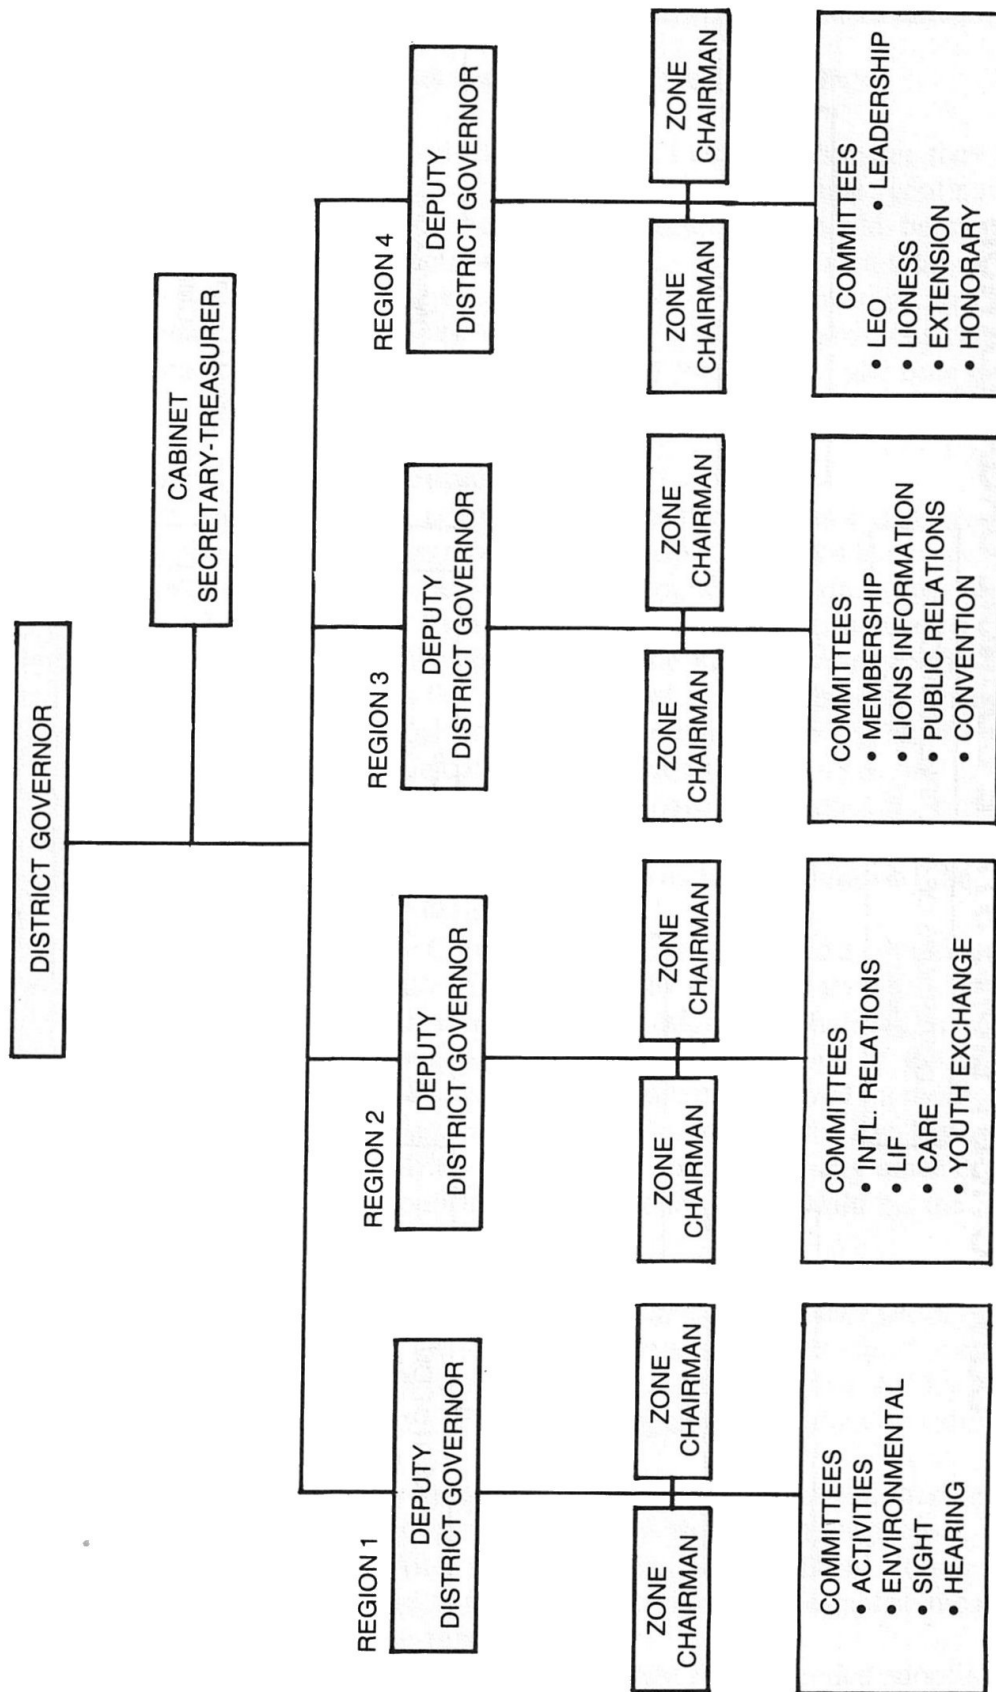 DISTRICT GOVERNOR
CABINET
SECRETARY-TREASURER
REGION 1
DEPUTY
DISTRICT GOVERNOR
ZONE
CHAIRMAN
ZONE
CHAIRMAN
COMMITTEES
• ACTIVITIES
• ENVIRONMENTAL
• SIGHT
• HEARING
REGION 2
DEPUTY
DISTRICT GOVERNOR
ZONE
CHAIRMAN
ZONE
CHAIRMAN
COMMITTEES
• INTL. RELATIONS
• LIF
• CARE
• YOUTH EXCHANGE
REGION 3
DEPUTY
DISTRICT GOVERNOR
ZONE
CHAIRMAN
ZONE
CHAIRMAN
COMMITTEES
• MEMBERSHIP
• LIONS INFORMATION
• PUBLIC RELATIONS
• CONVENTION
REGION 4
DEPUTY
DISTRICT GOVERNOR
ZONE
CHAIRMAN
ZONE
CHAIRMAN
COMMITTEES
• LEO • LEADERSHIP
• LIONESS
• EXTENSION
• HONORARY